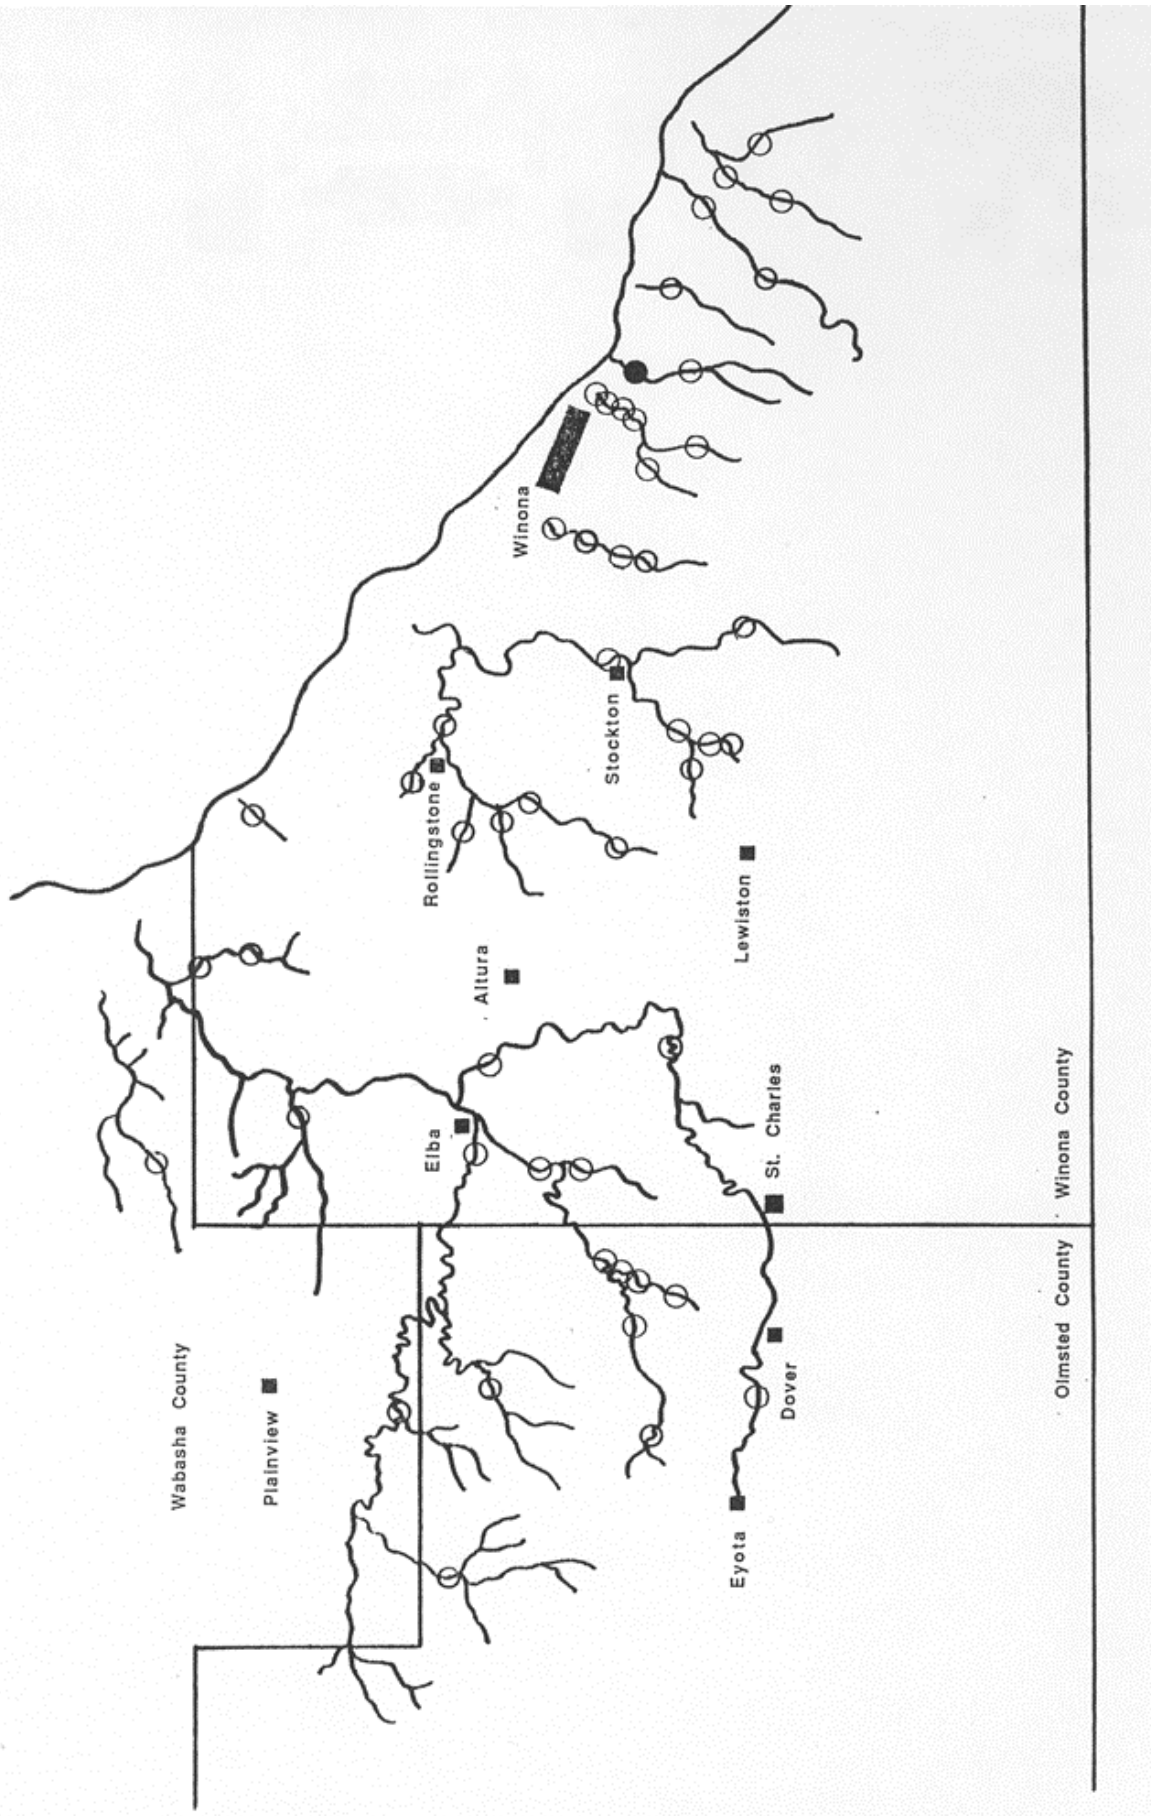 Wabasha County
Plainview
Elba
Altura
Rollingstone
Winona
Stockton
Lewiston
St. Charles
Dover
Eyota
Olmsted County
Winona County